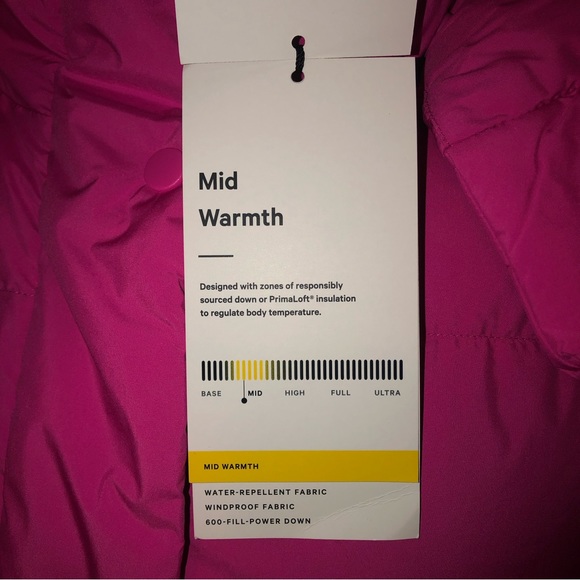 Mid
Warmth
Designed with zones of responsibly
sourced down or PrimaLoft® insulation
to regulate body temperature.
BASE MID HIGH FULL ULTRA
MID WARMTH
WATER-REPELLENT FABRIC
WINDPROOF FABRIC
600-FILL-POWER DOWN